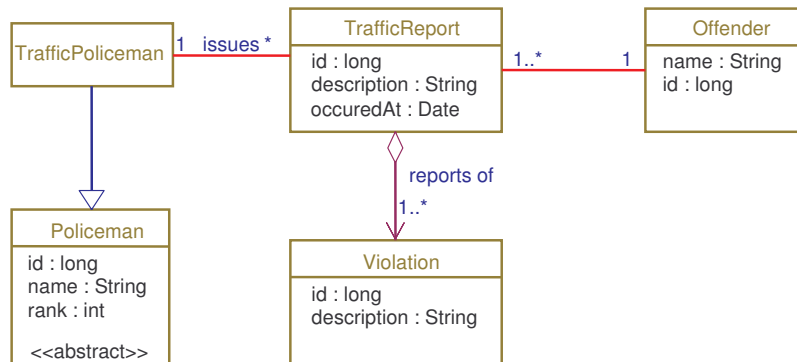 TrafficPoliceman
1 issues *
TrafficReport
id : long
description : String
occuredAt : Date
1..*
1
Offender
name : String
id : long
reports of
1..*
Policeman
id : long
name : String
rank : int
<<abstract>>
Violation
id : long
description : String